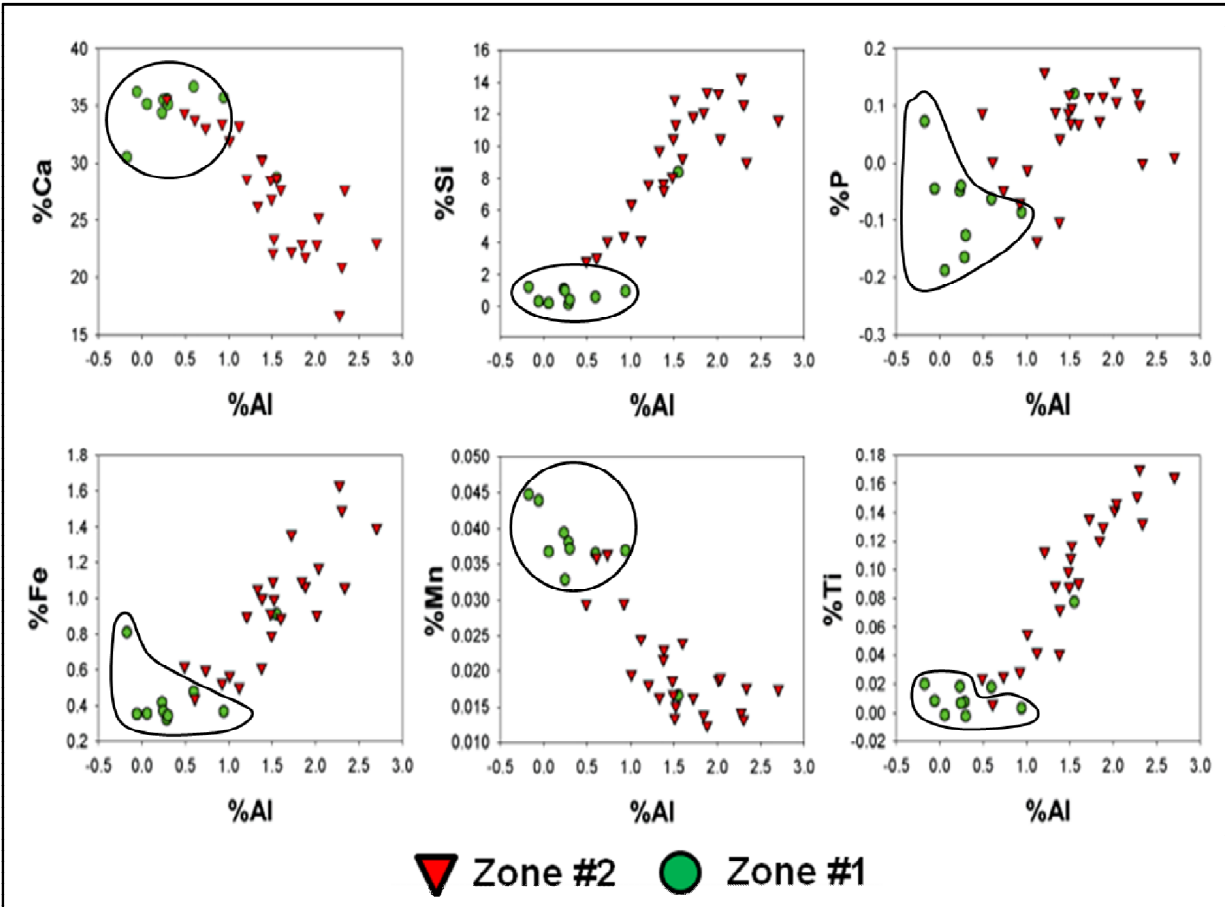 40 35 30 25 20 15
%Ca
-0.5 0.0 0.5 1.0 1.5 2.0 2.5 3.0
%Al
16 14 12 10 8 6 4 2 0
%Si
-0.5 0.0 0.5 1.0 1.5 2.0 2.5 3.0
%Al
0.2 0.1 0.0 -0.1 -0.2 -0.3
%P
-0.5 0.0 0.5 1.0 1.5 2.0 2.5 3.0
%Al
1.8 1.6 1.4 1.2 1.0 0.8 0.6 0.4 0.2
%Fe
-0.5 0.0 0.5 1.0 1.5 2.0 2.5 3.0
%Al
0.050 0.045 0.040 0.035 0.030 0.025 0.020 0.015 0.010
%Mn
-0.5 0.0 0.5 1.0 1.5 2.0 2.5 3.0
%Al
0.18 0.16 0.14 0.12 0.10 0.08 0.06 0.04 0.02 0.00 -0.02
%Ti
-0.5 0.0 0.5 1.0 1.5 2.0 2.5 3.0
%Al
Zone #2 Zone #1